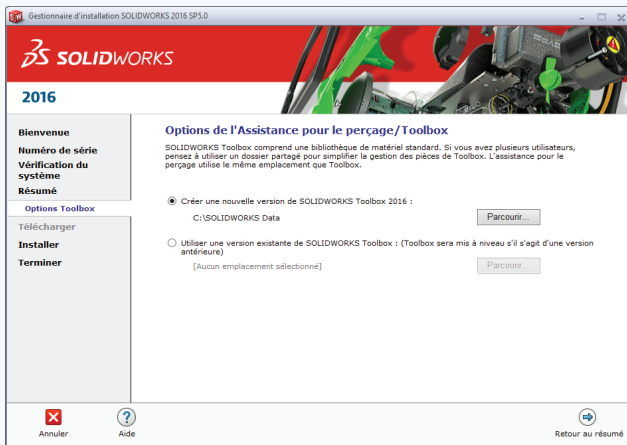 Gestionnaire d'installation SOLIDWORKS 2016 SP5.0
SOLIDWORKS
2016
Bienvenue
Numéro de série
Vérification du
système
Résumé
Options Toolbox
Télécharger
Installer
Terminer
Options de l'Assistance pour le perçage/Toolbox
SOLIDWORKS Toolbox comprend une bibliothèque de matériel standard. Si vous avez plusieurs utilisateurs,
pensez à utiliser un dossier partagé pour simplifier la gestion des pièces de Toolbox. L'assistance pour le
perçage utilise le même emplacement que Toolbox.
Créer une nouvelle version de SOLIDWORKS Toolbox 2016 :
C:\SOLIDWORKS Data
Parcourir...
Utiliser une version existante de SOLIDWORKS Toolbox : (Toolbox sera mis à niveau s'il s'agit d'une version
antérieure)
[Aucun emplacement sélectionné]
Parcourir...
Annuler
Aide
Retour au résumé